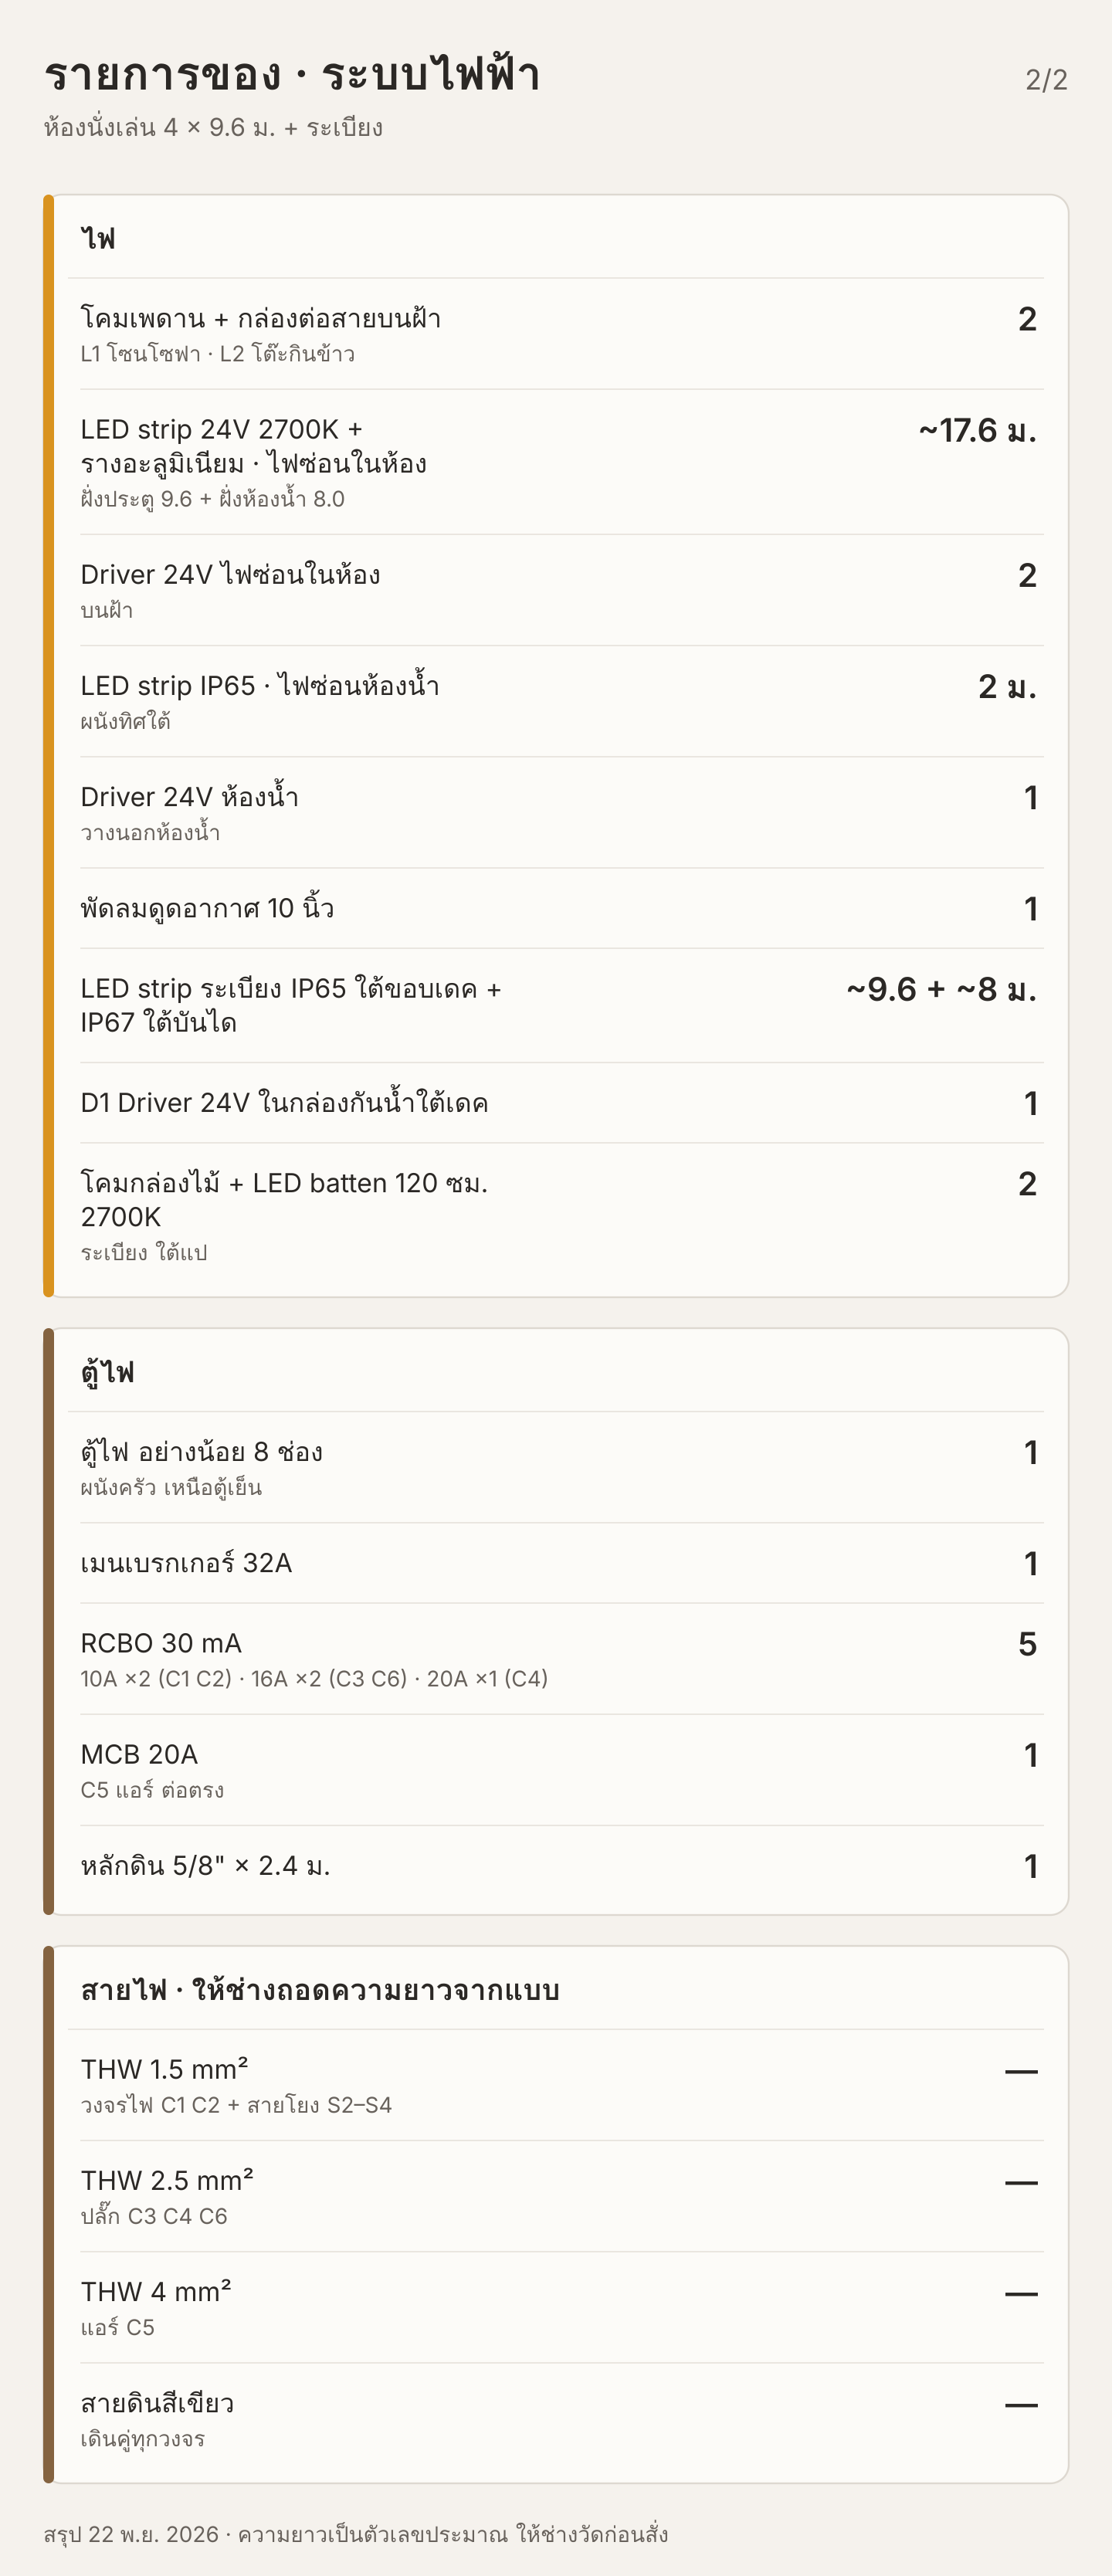 รายการของ · ระบบไฟฟ้า
2/2
ห้องนั่งเล่น 4 × 9.6 ม. + ระเบียง
ไฟ
โคมเพดาน + กล่องต่อสายบนฝ้า
2
L1 โซนโซฟา · L2 โต๊ะกินข้าว
LED strip 24V 2700K +
~17.6 ม.
รางอะลูมิเนียม · ไฟซ่อนในห้อง
ฝั่งประตู 9.6 + ฝั่งห้องน้ำ 8.0
Driver 24V ไฟซ่อนในห้อง
2
บนฝ้า
LED strip IP65 · ไฟซ่อนห้องน้ำ
2 ม.
ผนังทิศใต้
Driver 24V ห้องน้ำ
1
วางนอกห้องน้ำ
พัดลมดูดอากาศ 10 นิ้ว
1
LED strip ระเบียง IP65 ใต้ขอบเดค +
~9.6 + ~8 ม.
IP67 ใต้บันได
D1 Driver 24V ในกล่องกันน้ำใต้เดค
1
โคมกล่องไม้ + LED batten 120 ซม.
2
2700K
ระเบียง ใต้แป
ตู้ไฟ
ตู้ไฟ อย่างน้อย 8 ช่อง
1
ผนังครัว เหนือตู้เย็น
เมนเบรกเกอร์ 32A
1
RCBO 30 mA
5
10A ×2 (C1 C2) · 16A ×2 (C3 C6) · 20A ×1 (C4)
MCB 20A
1
C5 แอร์ ต่อตรง
หลักดิน 5/8" × 2.4 ม.
1
สายไฟ · ให้ช่างถอดความยาวจากแบบ
THW 1.5 mm²
—
วงจรไฟ C1 C2 + สายโยง S2–S4
THW 2.5 mm²
—
ปลั๊ก C3 C4 C6
THW 4 mm²
—
แอร์ C5
สายดินสีเขียว
—
เดินคู่ทุกวงจร
สรุป 22 พ.ย. 2026 · ความยาวเป็นตัวเลขประมาณ ให้ช่างวัดก่อนสั่ง